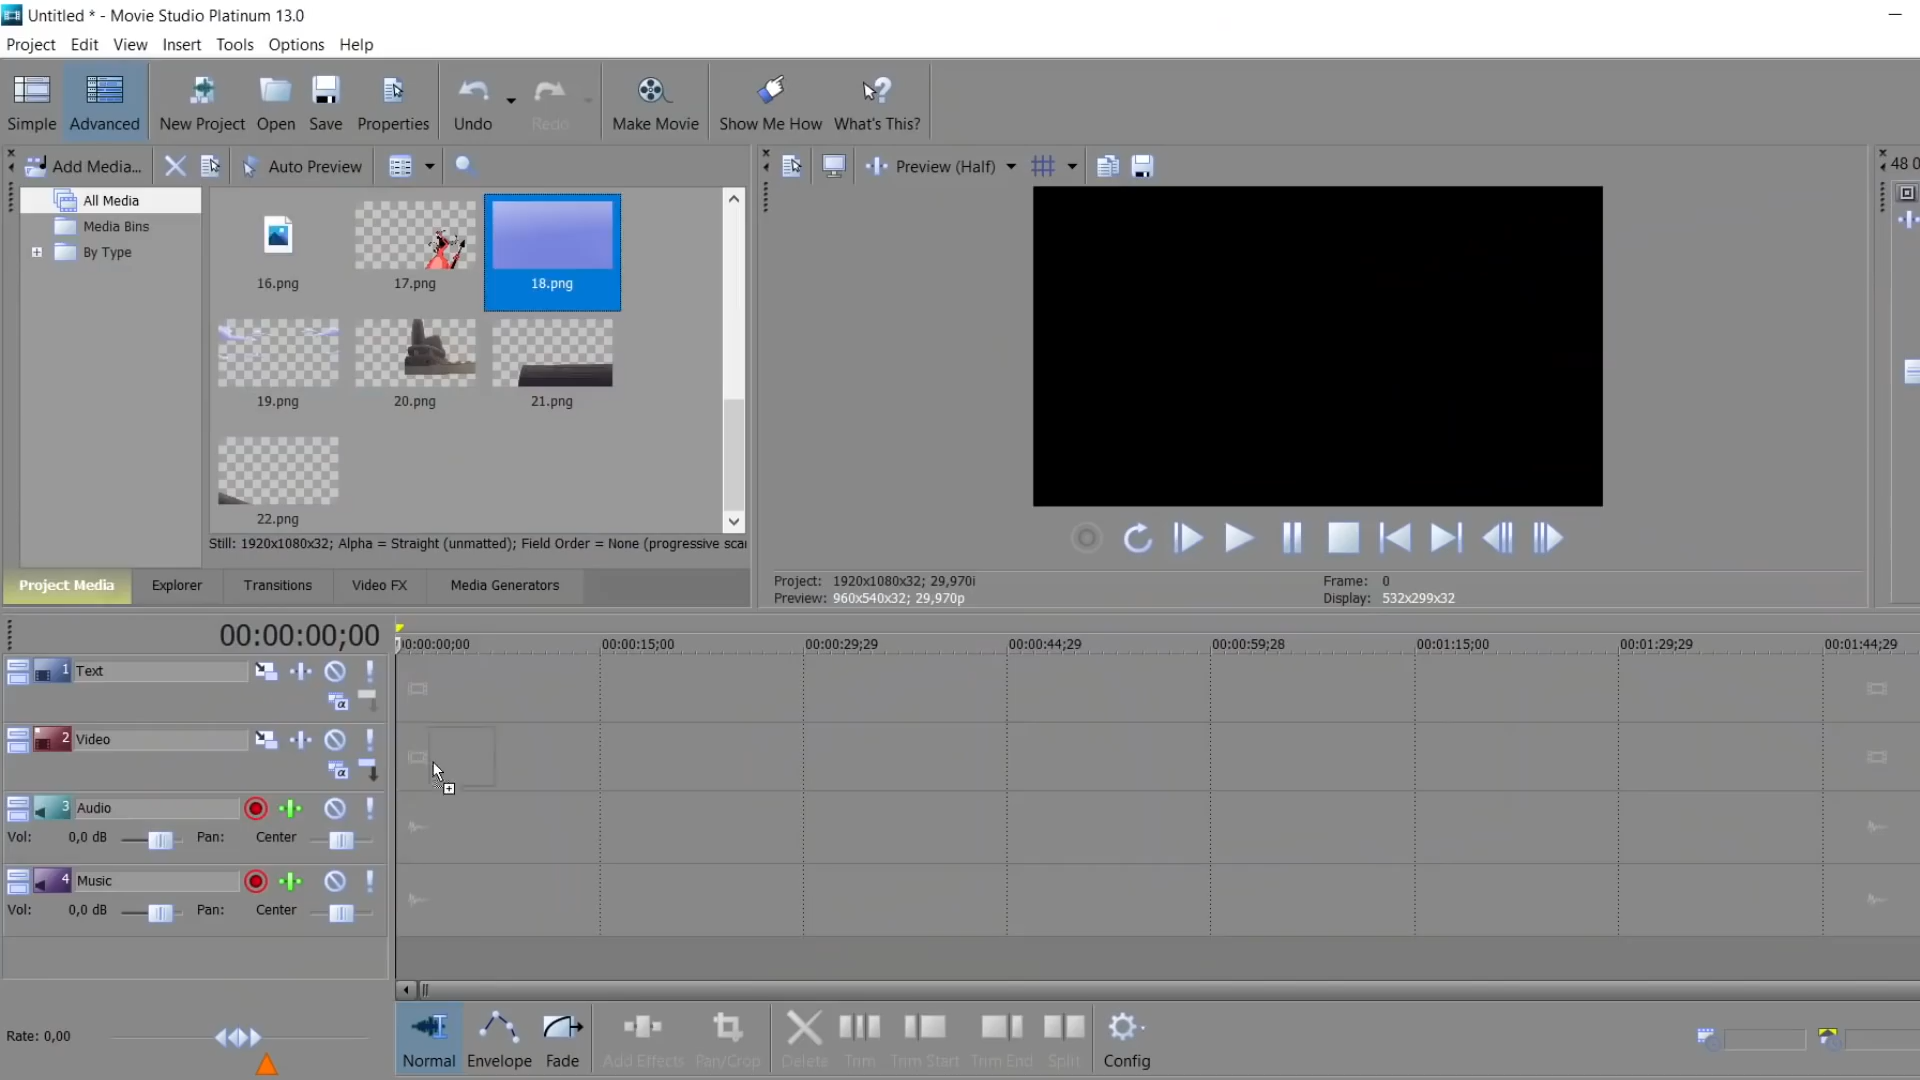 Untitled * - Movie Studio Platinum 13.0
Project Edit View Insert Tools Options Help
Simple Advanced New Project Open Save Properties Undo Redo Make Movie Show Me How What's This?
Add Media... Auto Preview
Preview (Half)
48 0
All Media
Media Bins
By Type
16.png 17.png 18.png
19.png 20.png 21.png
22.png
Still: 1920x1080x32; Alpha = Straight (unmatted); Field Order = None (progressive sca
Project Media Explorer Transitions Video FX Media Generators
Project: 1920x1080x32; 29,970i
Preview: 960x540x32; 29,970p
Frame: 0
Display: 532x299x32
00:00:00;00
00:00:00;00 00:00:15;00 00:00:29;29 00:00:44;29 00:00:59;28 00:01:15;00 00:01:29;29 00:01:44;29
1 Text
2 Video
3 Audio
Vol: 0,0 dB Pan: Center
4 Music
Vol: 0,0 dB Pan: Center
Rate: 0,00
Normal Envelope Fade Add Effects Pan/Crop Delete Trim Trim Start Trim End Split Config